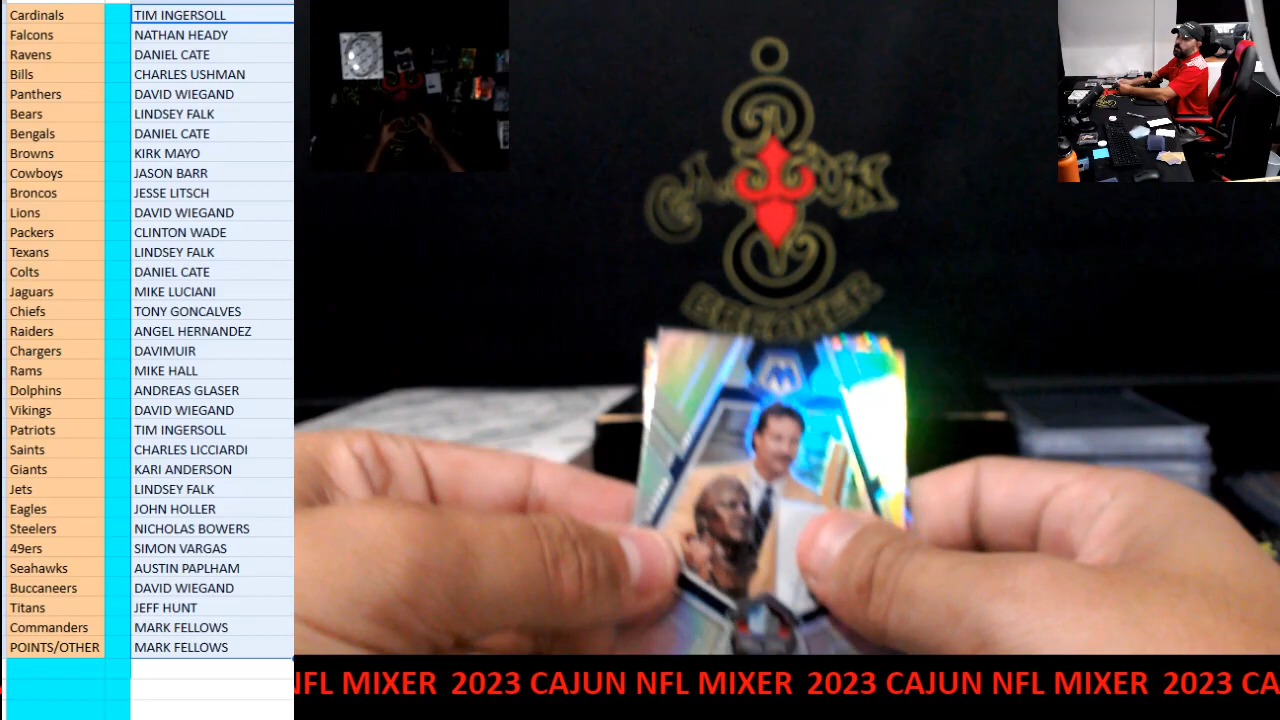 Cardinals TIM INGERSOLL
Falcons NATHAN HEADY
Ravens DANIEL CATE
Bills CHARLES USHMAN
Panthers DAVID WIEGAND
Bears LINDSEY FALK
Bengals DANIEL CATE
Browns KIRK MAYO
Cowboys JASON BARR
Broncos JESSE LITSCH
Lions DAVID WIEGAND
Packers CLINTON WADE
Texans LINDSEY FALK
Colts DANIEL CATE
Jaguars MIKE LUCIANI
Chiefs TONY GONCALVES
Raiders ANGEL HERNANDEZ
Chargers DAVIMUIR
Rams MIKE HALL
Dolphins ANDREAS GLASER
Vikings DAVID WIEGAND
Patriots TIM INGERSOLL
Saints CHARLES LICCIARDI
Giants KARI ANDERSON
Jets LINDSEY FALK
Eagles JOHN HOLLER
Steelers NICHOLAS BOWERS
49ers SIMON VARGAS
Seahawks AUSTIN PAPLHAM
Buccaneers DAVID WIEGAND
Titans JEFF HUNT
Commanders MARK FELLOWS
POINTS/OTHER MARK FELLOWS
NFL MIXER 2023 CAJUN NFL MIXER 2023 CAJUN NFL MIXER 2023 CA